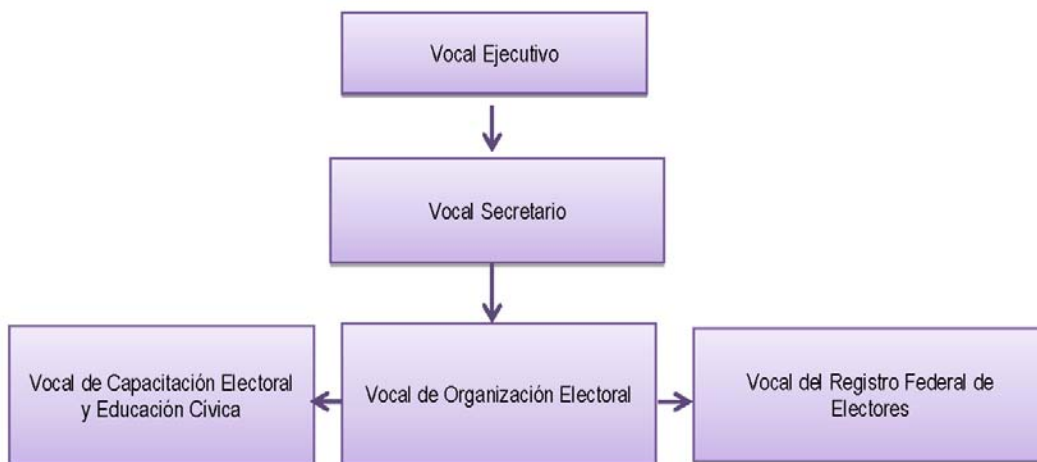 Vocal Ejecutivo
Vocal Secretario
Vocal de Capacitación Electoral
y Educación Cívica
Vocal de Organización Electoral
Vocal del Registro Federal de
Electores